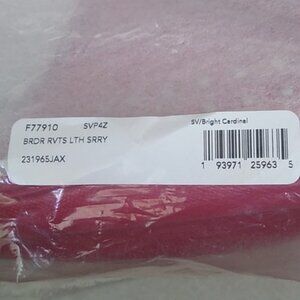 F77910 SVP4Z SV/Bright Cardinal
BRDR RVTS LTH SRRY
231965JAX
1 93971 25963 5